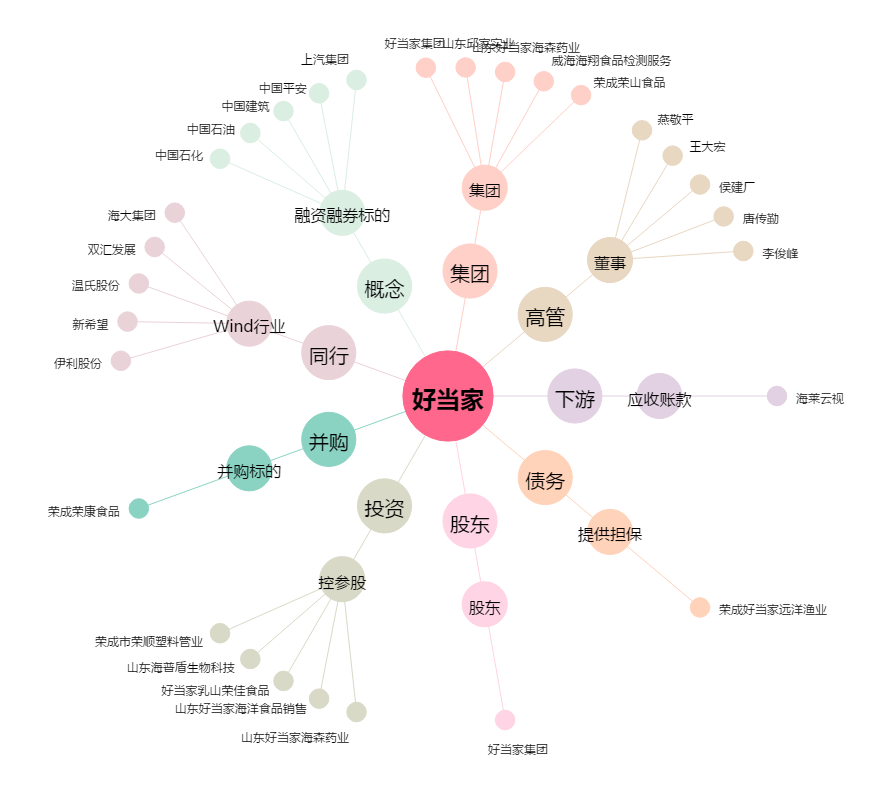 好当家集团
山东邱家实业
山东好当家海森药业
威海海翔食品检测服务
荣成荣山食品
集团
集团
上汽集团
中国平安
中国建筑
中国石油
中国石化
融资融券标的
概念
燕敬平
王大宏
侯建厂
唐传勤
李俊峰
董事
高管
海大集团
双汇发展
温氏股份
新希望
伊利股份
Wind行业
同行
好当家
下游
应收账款
海莱云视
并购
并购标的
荣成荣康食品
债务
提供担保
荣成好当家远洋渔业
投资
控参股
荣成市荣顺塑料管业
山东海普盾生物科技
好当家乳山荣佳食品
山东好当家海洋食品销售
山东好当家海森药业
股东
股东
好当家集团